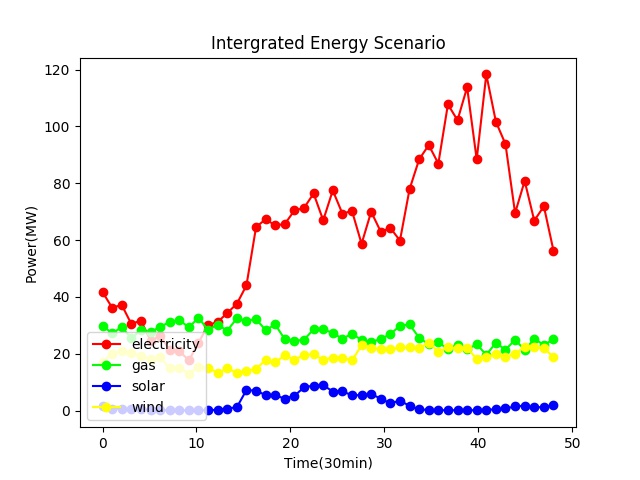 Intergrated Energy Scenario
Power(MW)
120
100
80
60
40
20
0
electricity
gas
solar
wind
0 10 20 30 40 50
Time(30min)